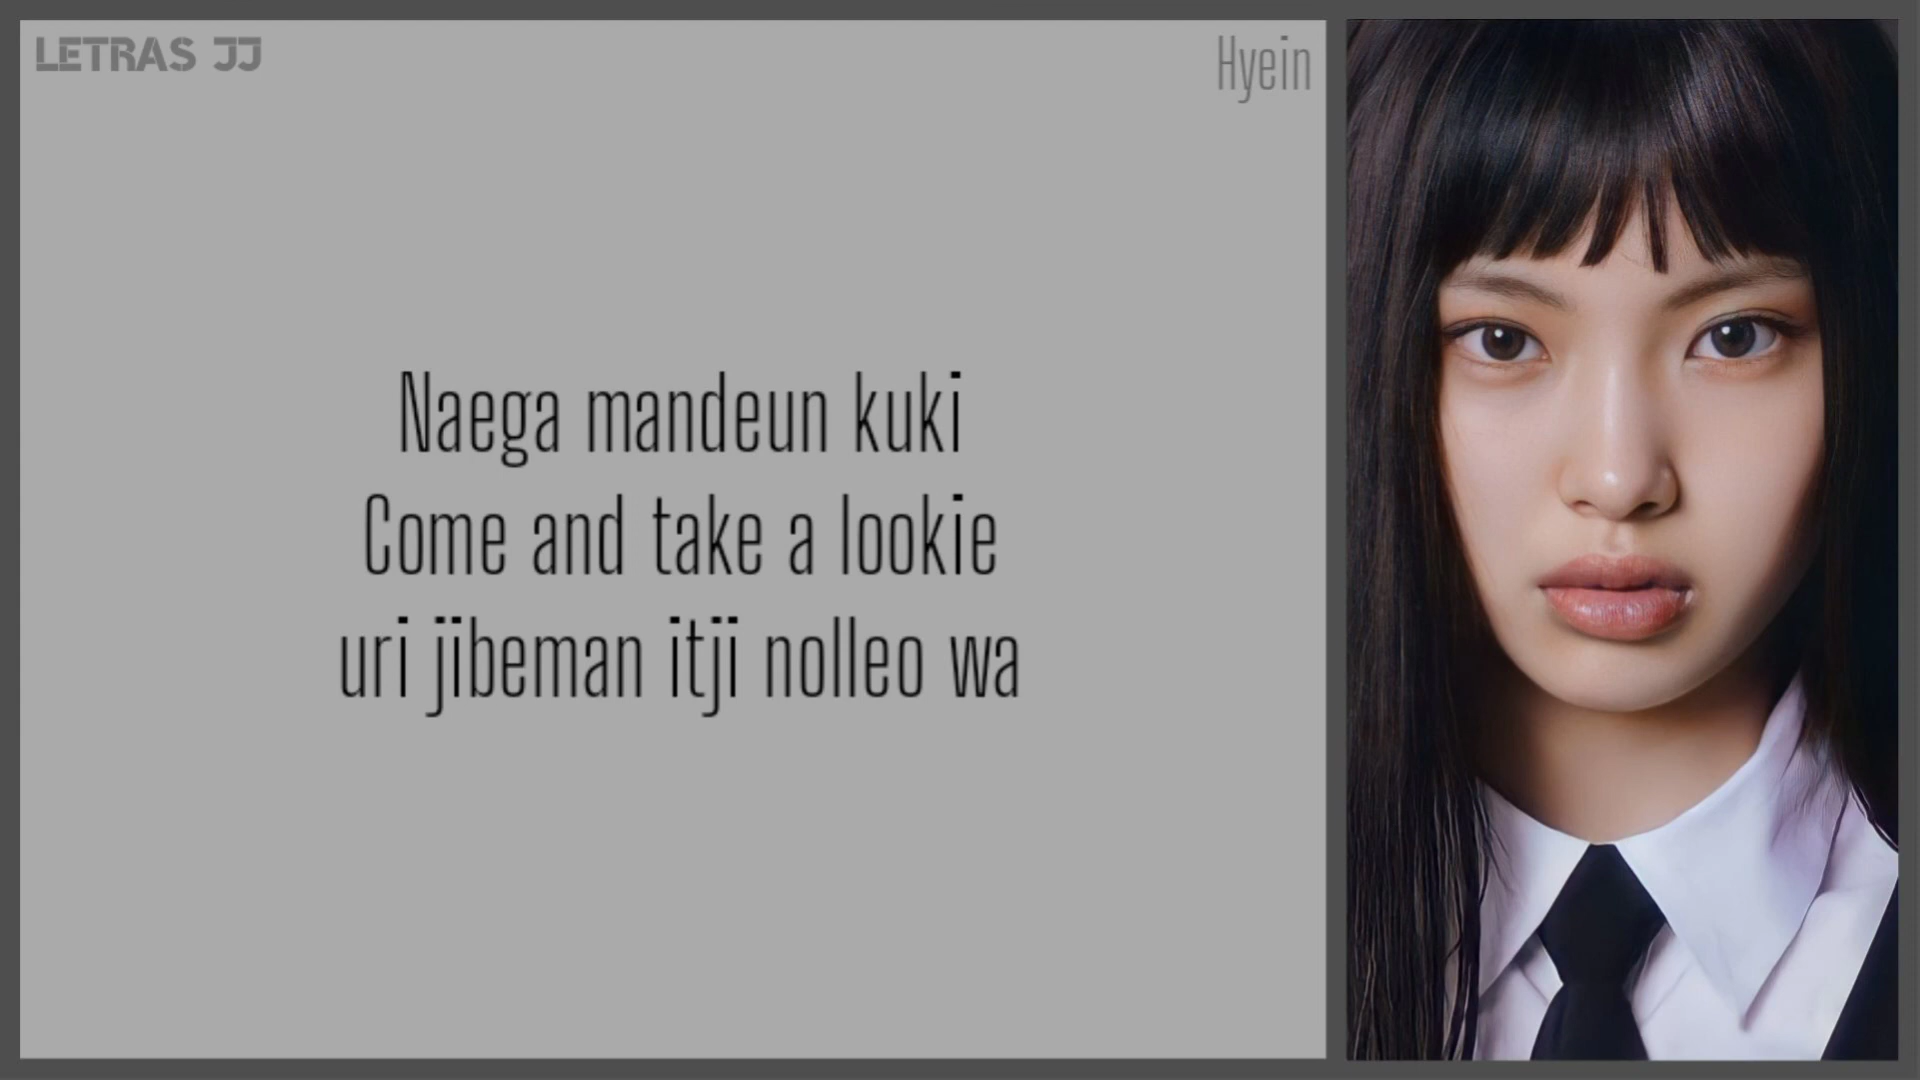 LETRAS JJ
Hyein
Naega mandeun kuki
Come and take a lookie
uri jibeman itji nolleo wa